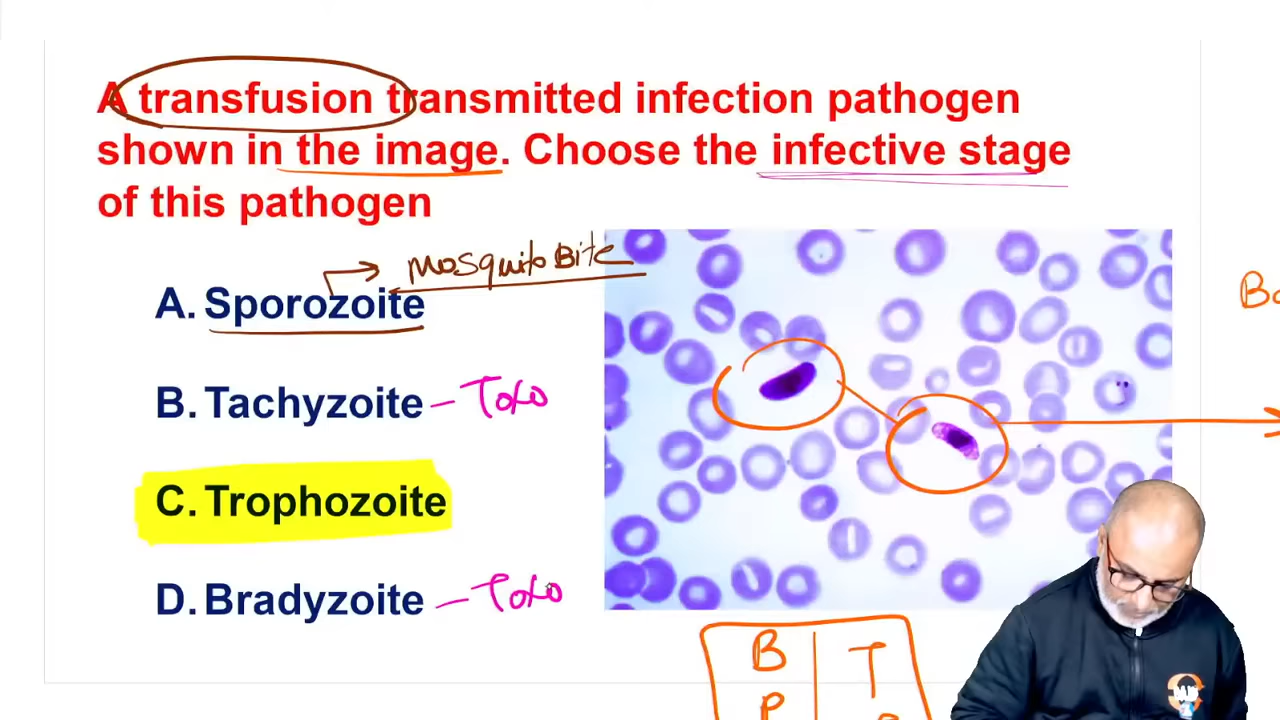 A transfusion transmitted infection pathogen
shown in the image. Choose the infective stage
of this pathogen
A. Sporozoite → Mosquito Bite
B. Tachyzoite – Toxo
C. Trophozoite
D. Bradyzoite – Toxo
B T
P